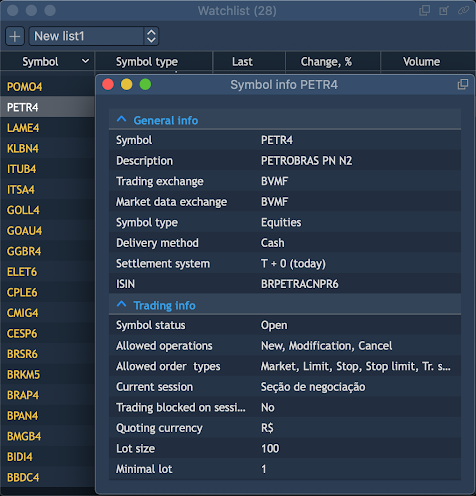 Watchlist (28)
New list1
Symbol Symbol type Last Change, % Volume
POMO4
PETR4
LAME4
KLBN4
ITUB4
ITSA4
GOLL4
GOAU4
GGBR4
ELET6
CPLE6
CMIG4
CESP6
BRSR6
BRKM5
BRAP4
BPAN4
BMGB4
BIDI4
BBDC4
Symbol info PETR4
General info
Symbol PETR4
Description PETROBRAS PN N2
Trading exchange BVMF
Market data exchange BVMF
Symbol type Equities
Delivery method Cash
Settlement system T + 0 (today)
ISIN BRPETRACNPR6
Trading info
Symbol status Open
Allowed operations New, Modification, Cancel
Allowed order types Market, Limit, Stop, Stop limit, Tr. s...
Current session Seção de negociação
Trading blocked on sessi... No
Quoting currency R$
Lot size 100
Minimal lot 1